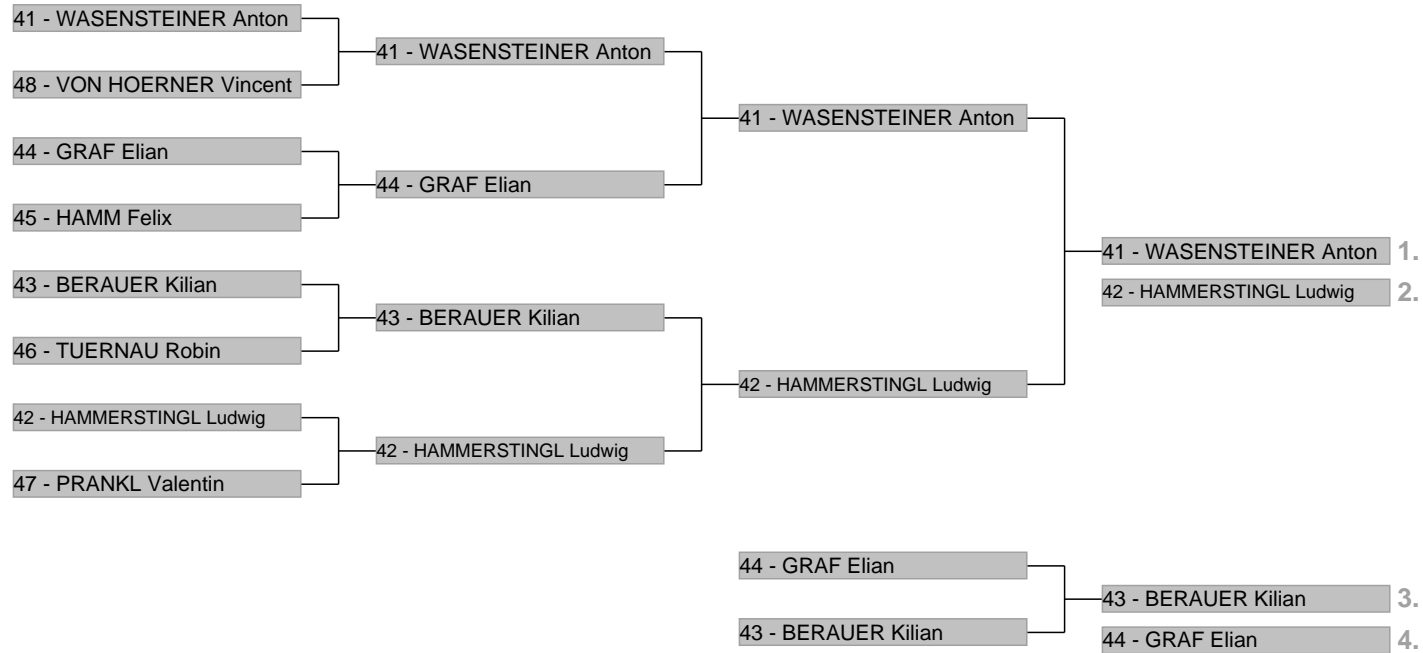 41 - WASENSTEINER Anton
48 - VON HOERNER Vincent
44 - GRAF Elian
45 - HAMM Felix
43 - BERAUER Kilian
46 - TUERNAU Robin
42 - HAMMERSTINGL Ludwig
47 - PRANKL Valentin
41 - WASENSTEINER Anton
44 - GRAF Elian
43 - BERAUER Kilian
42 - HAMMERSTINGL Ludwig
41 - WASENSTEINER Anton
42 - HAMMERSTINGL Ludwig
41 - WASENSTEINER Anton 1.
42 - HAMMERSTINGL Ludwig 2.
44 - GRAF Elian
43 - BERAUER Kilian
43 - BERAUER Kilian 3.
44 - GRAF Elian 4.